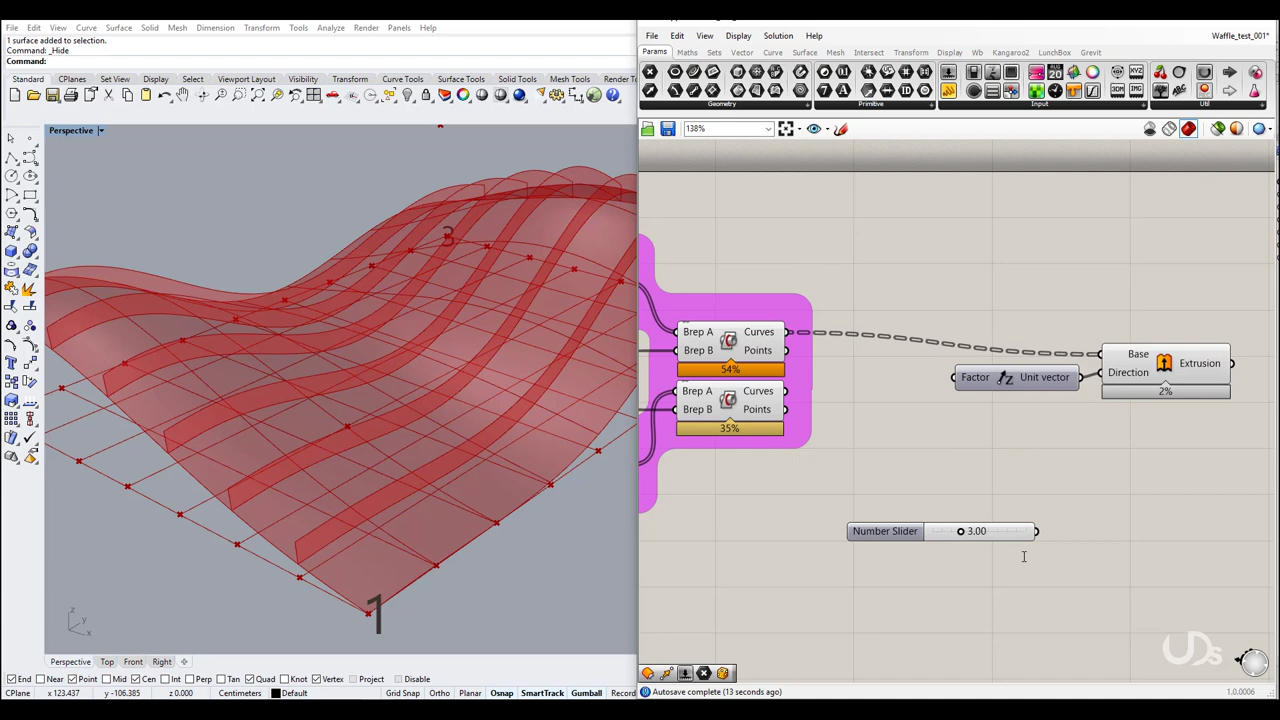 File Edit View Curve Surface Solid Mesh Dimension Transform Tools Analyze Render Panels Help
1 surface added to selection.
Command: _Hide
Command:
Standard CPlanes Set View Display Select Viewport Layout Visibility Transform Curve Tools Surface Tools Solid Tools Mesh Tools Render To
Perspective
3
1
z
y
x
Perspective Top Front Right
End Near Point Mid Cen Int Perp Tan Quad Knot Vertex Project Disable
CPlane x 123.437 y -106.385 z 0.000 Centimeters Default Grid Snap Ortho Planar Osnap SmartTrack Gumball Record
File Edit View Display Solution Help
Waffle_test_001*
Params Maths Sets Vector Curve Surface Mesh Intersect Transform Display Wb Kangaroo2 LunchBox Grevit
Geometry Primitive Input Util
138%
Brep A Curves
Brep B Points
54%
Brep A Curves
Brep B Points
35%
Factor Unit vector
Base
Direction
Extrusion
2%
Number Slider 3.00
UDs
Autosave complete (13 seconds ago)
1.0.0006